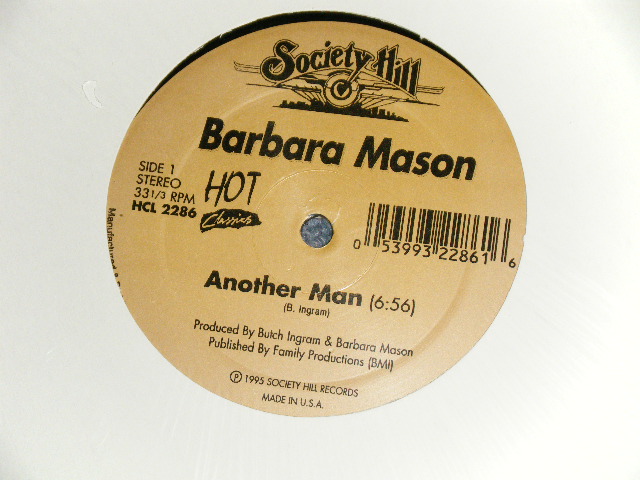 Society Hill
Barbara Mason
SIDE 1
STEREO
33 1/3 RPM
HCL 2286
HOT
Classics
0 53993 22861 6
Another Man (6:56)
(B. Ingram)
Produced By Butch Ingram & Barbara Mason
Published By Family Productions (BMI)
℗ 1995 SOCIETY HILL RECORDS
MADE IN U.S.A.
Manufactured &